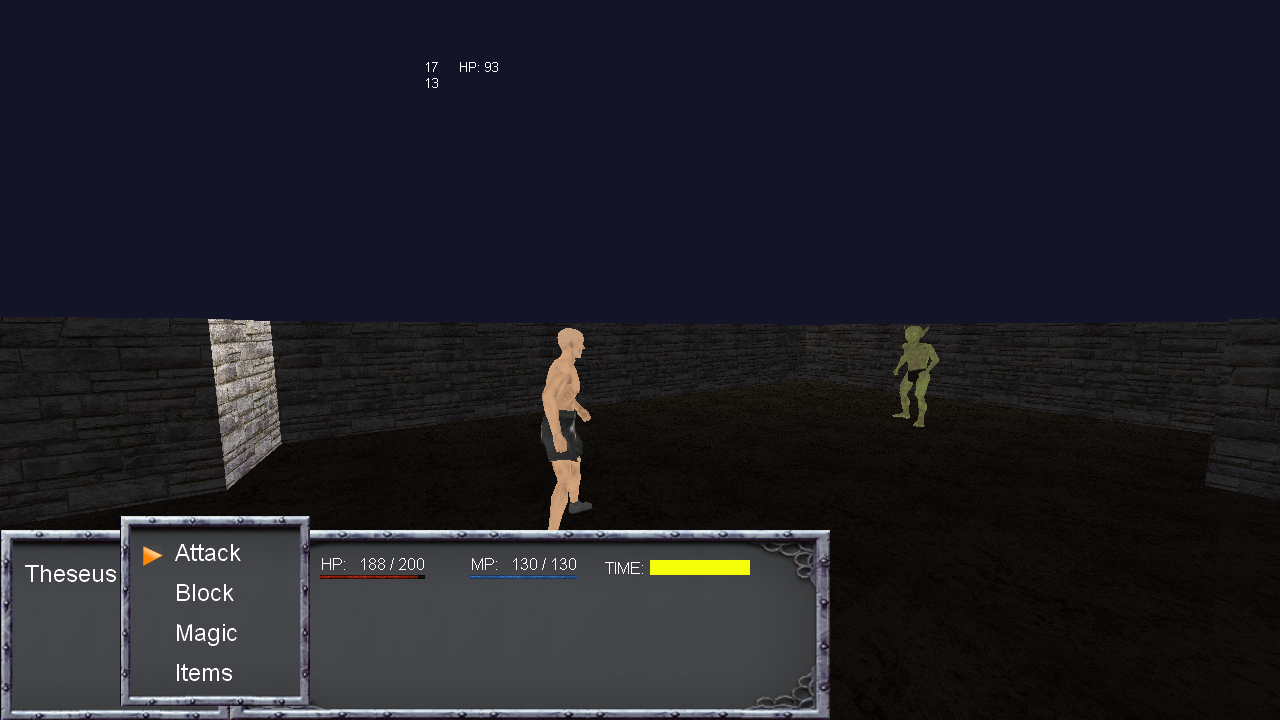 17 HP: 93
13
Theseus
Attack
Block
Magic
Items
HP: 188 / 200 MP: 130 / 130 TIME: